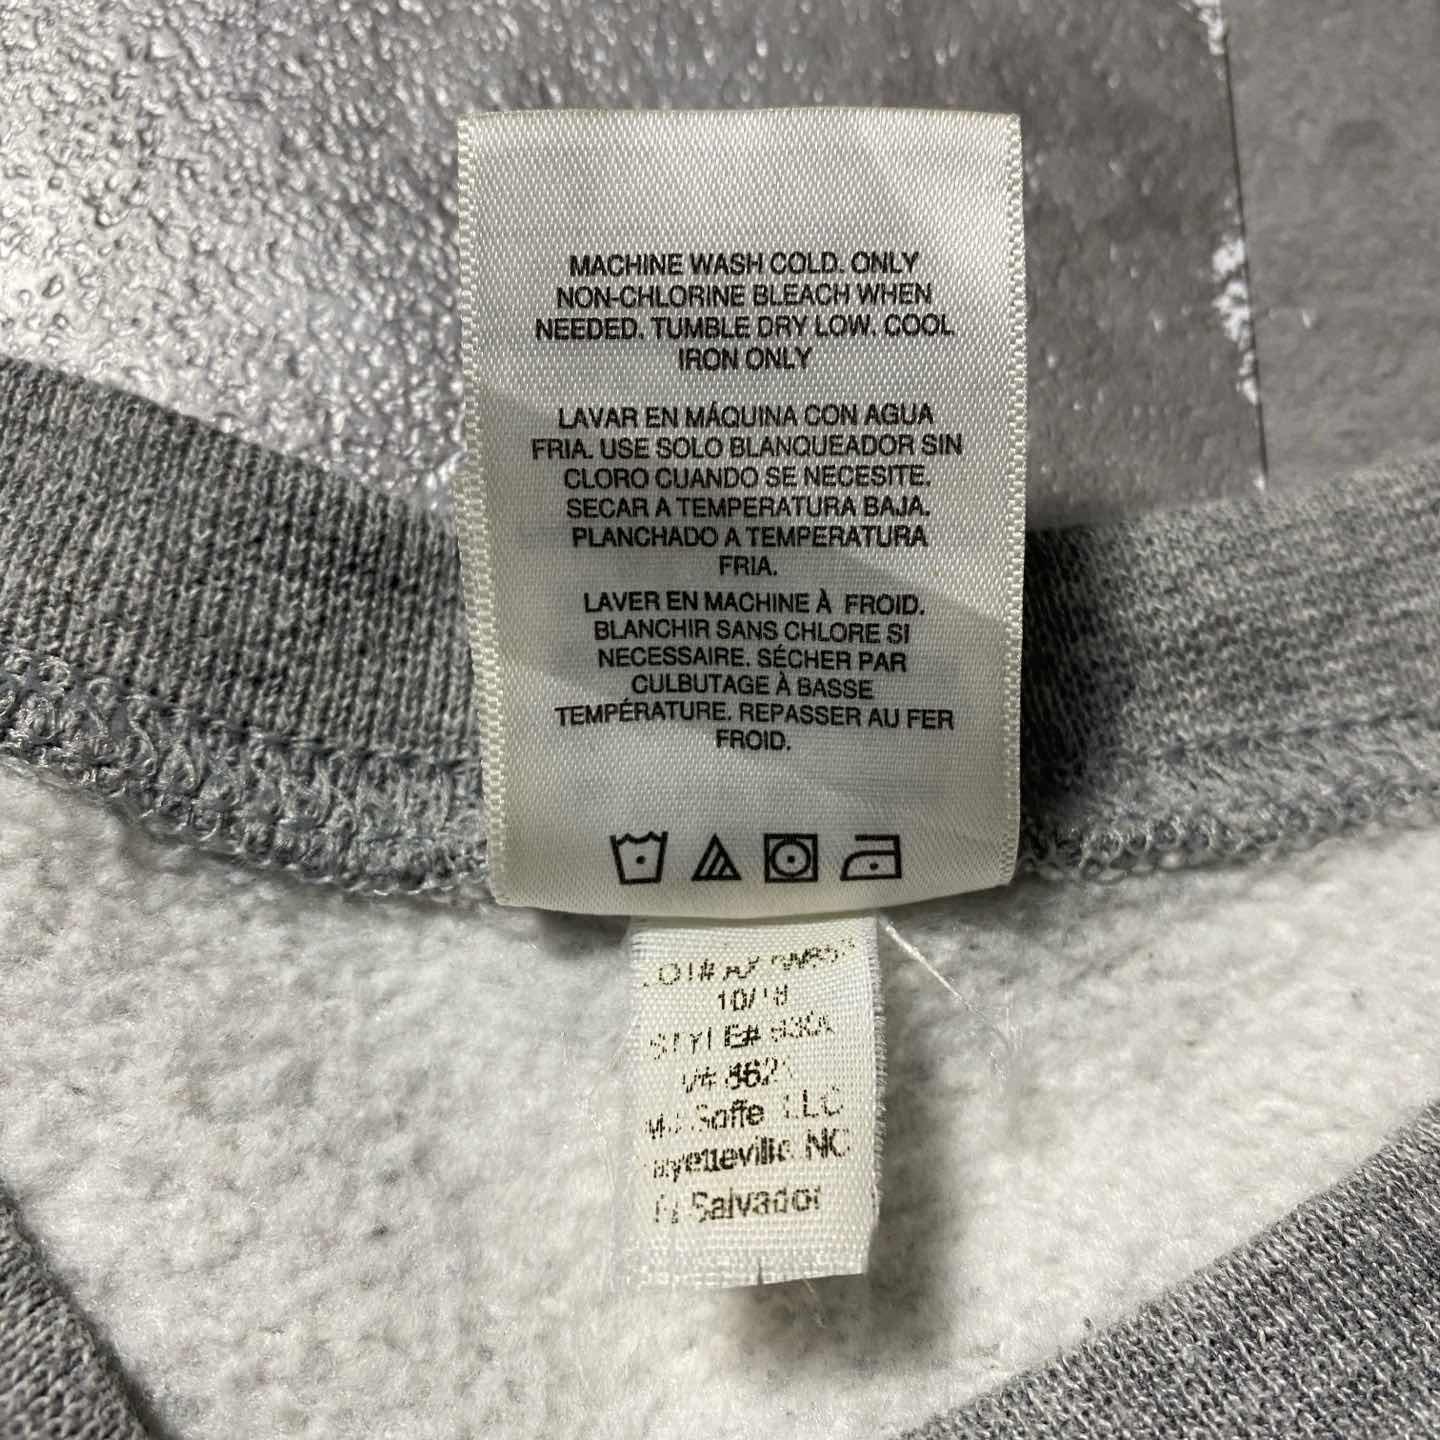 MACHINE WASH COLD. ONLY
NON-CHLORINE BLEACH WHEN
NEEDED. TUMBLE DRY LOW. COOL
IRON ONLY
LAVAR EN MÁQUINA CON AGUA
FRIA. USE SOLO BLANQUEADOR SIN
CLORO CUANDO SE NECESITE.
SECAR A TEMPERATURA BAJA.
PLANCHADO A TEMPERATURA
FRIA.
LAVER EN MACHINE À FROID.
BLANCHIR SANS CHLORE SI
NECESSAIRE. SÉCHER PAR
CULBUTAGE À BASSE
TEMPÉRATURE. REPASSER AU FER
FROID.
10/18
STYLE#
Soffe LLC
NC
El Salvador